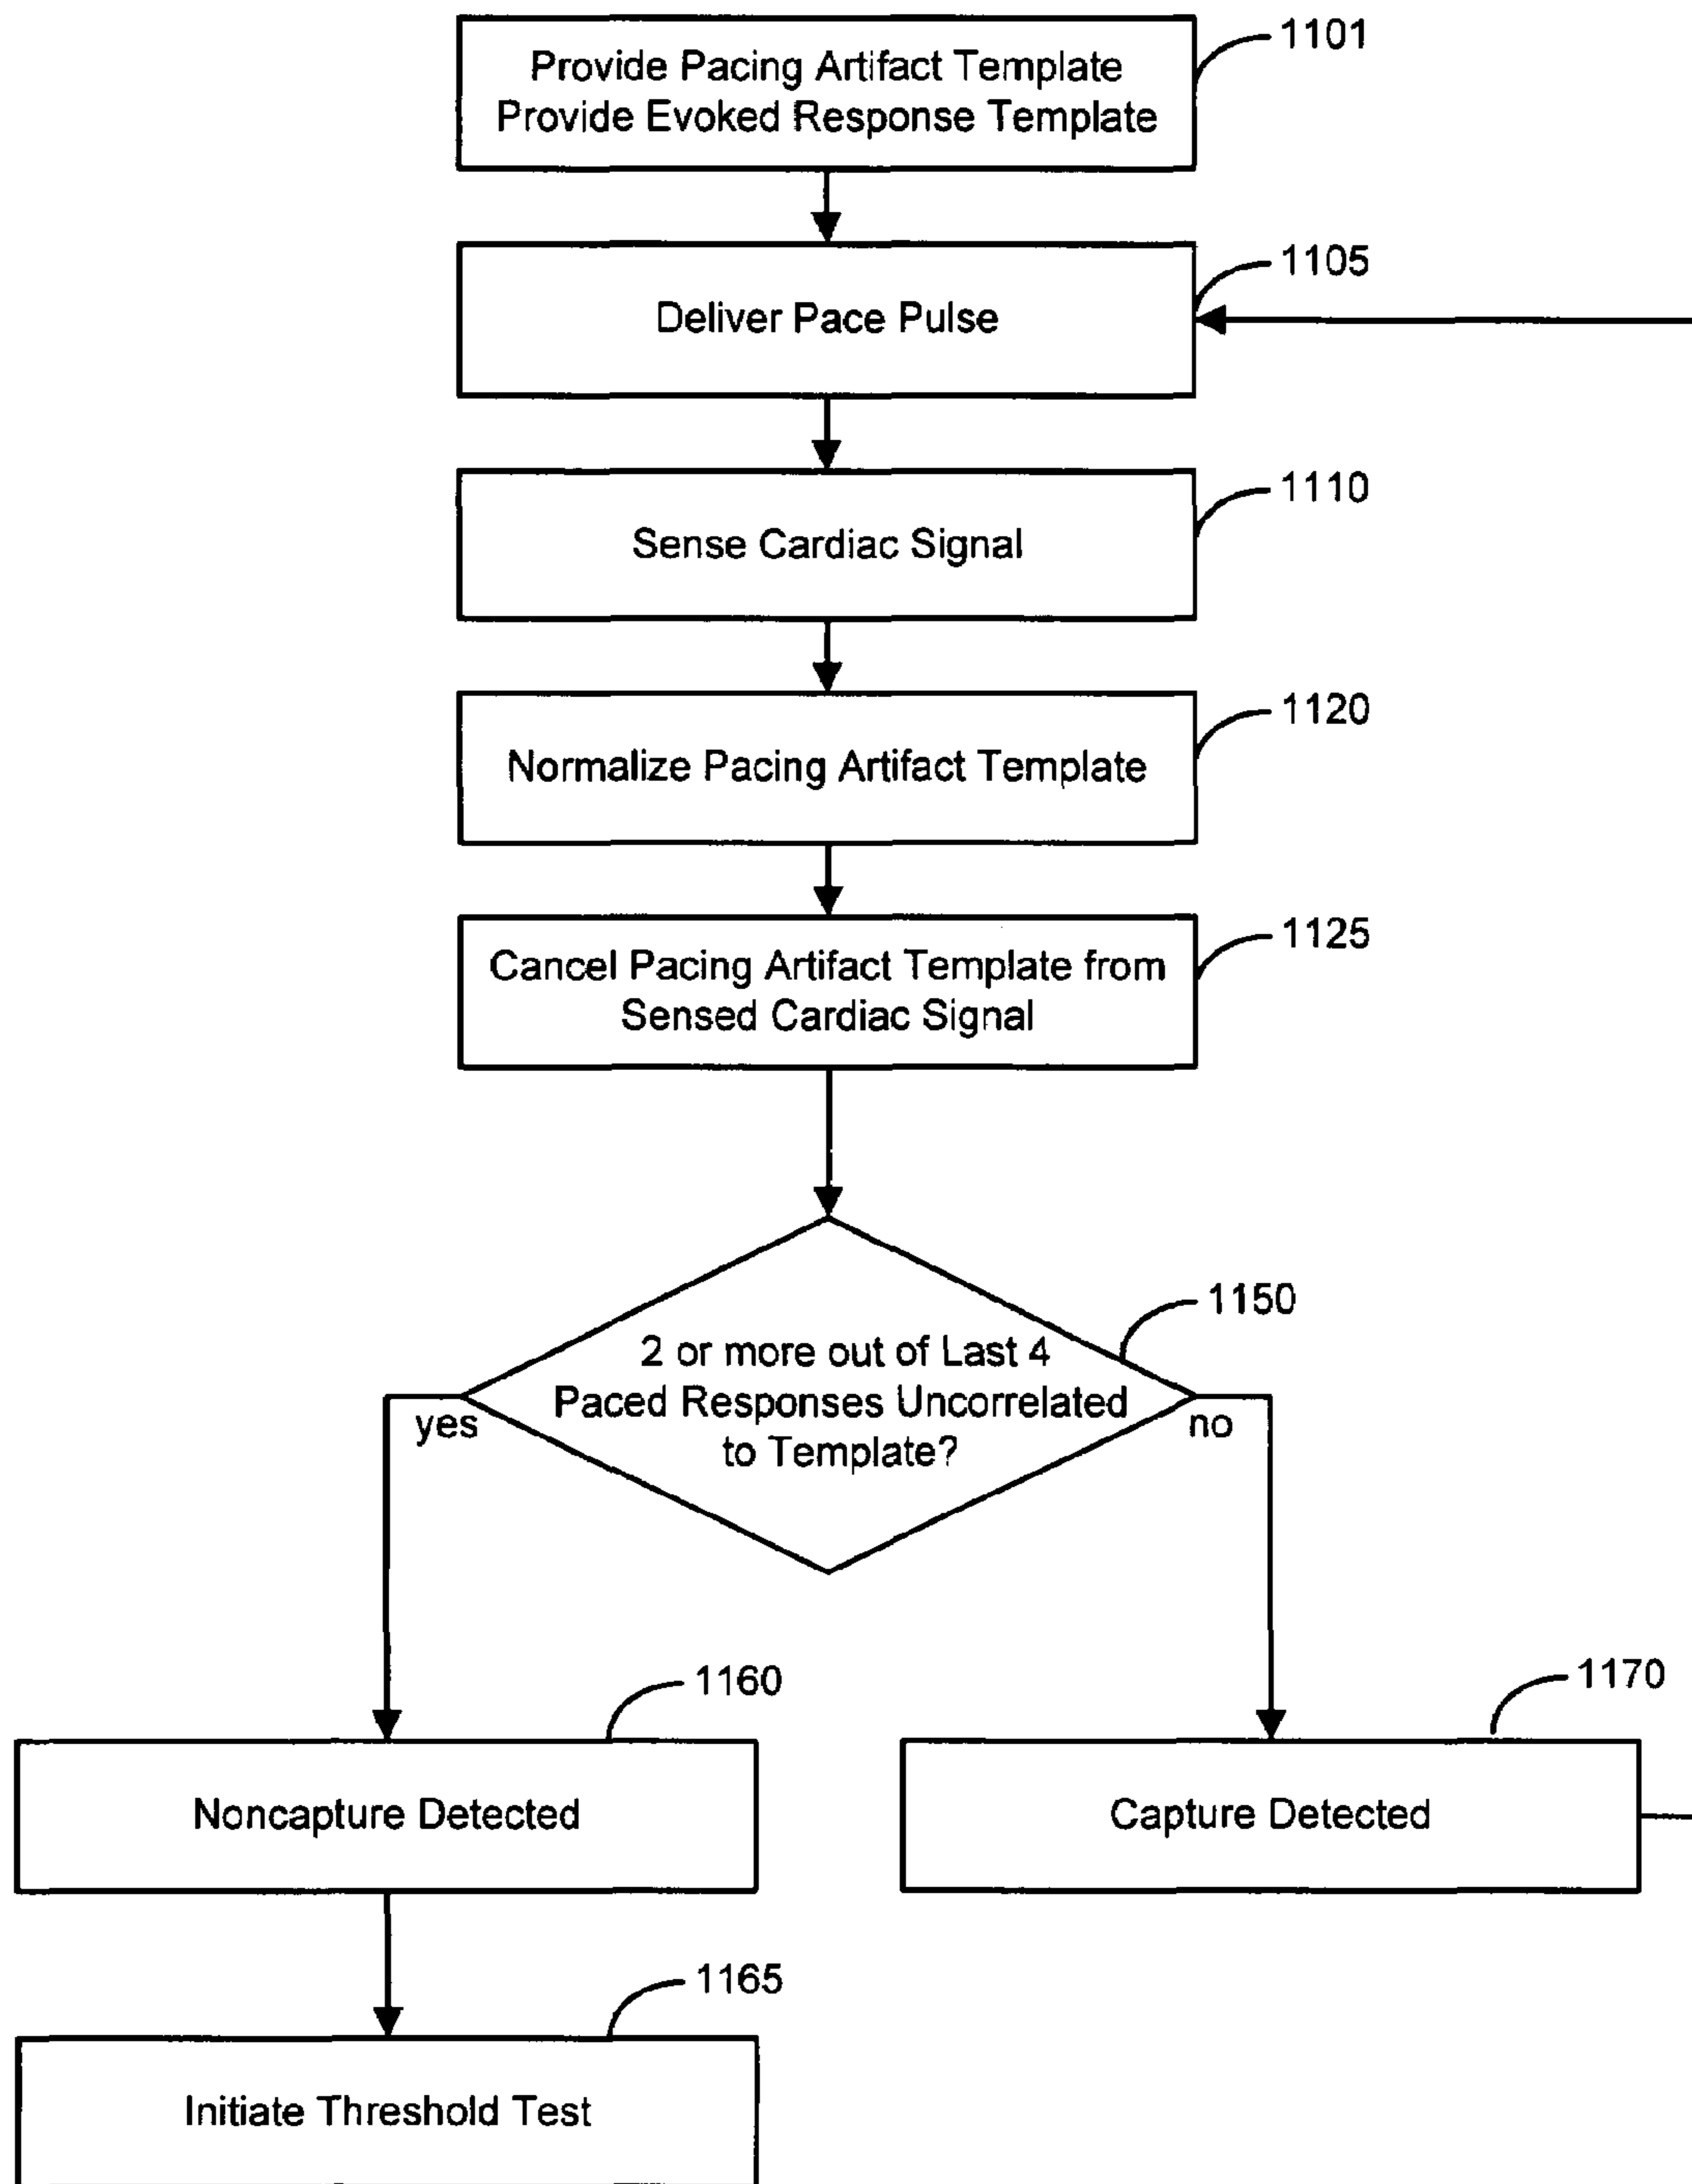 Provide Pacing Artifact Template
Provide Evoked Response Template
1101
Deliver Pace Pulse
1105
Sense Cardiac Signal
1110
Normalize Pacing Artifact Template
1120
Cancel Pacing Artifact Template from
Sensed Cardiac Signal
1125
2 or more out of Last 4
Paced Responses Uncorrelated
to Template?
1150
yes
no
Noncapture Detected
1160
Capture Detected
1170
Initiate Threshold Test
1165